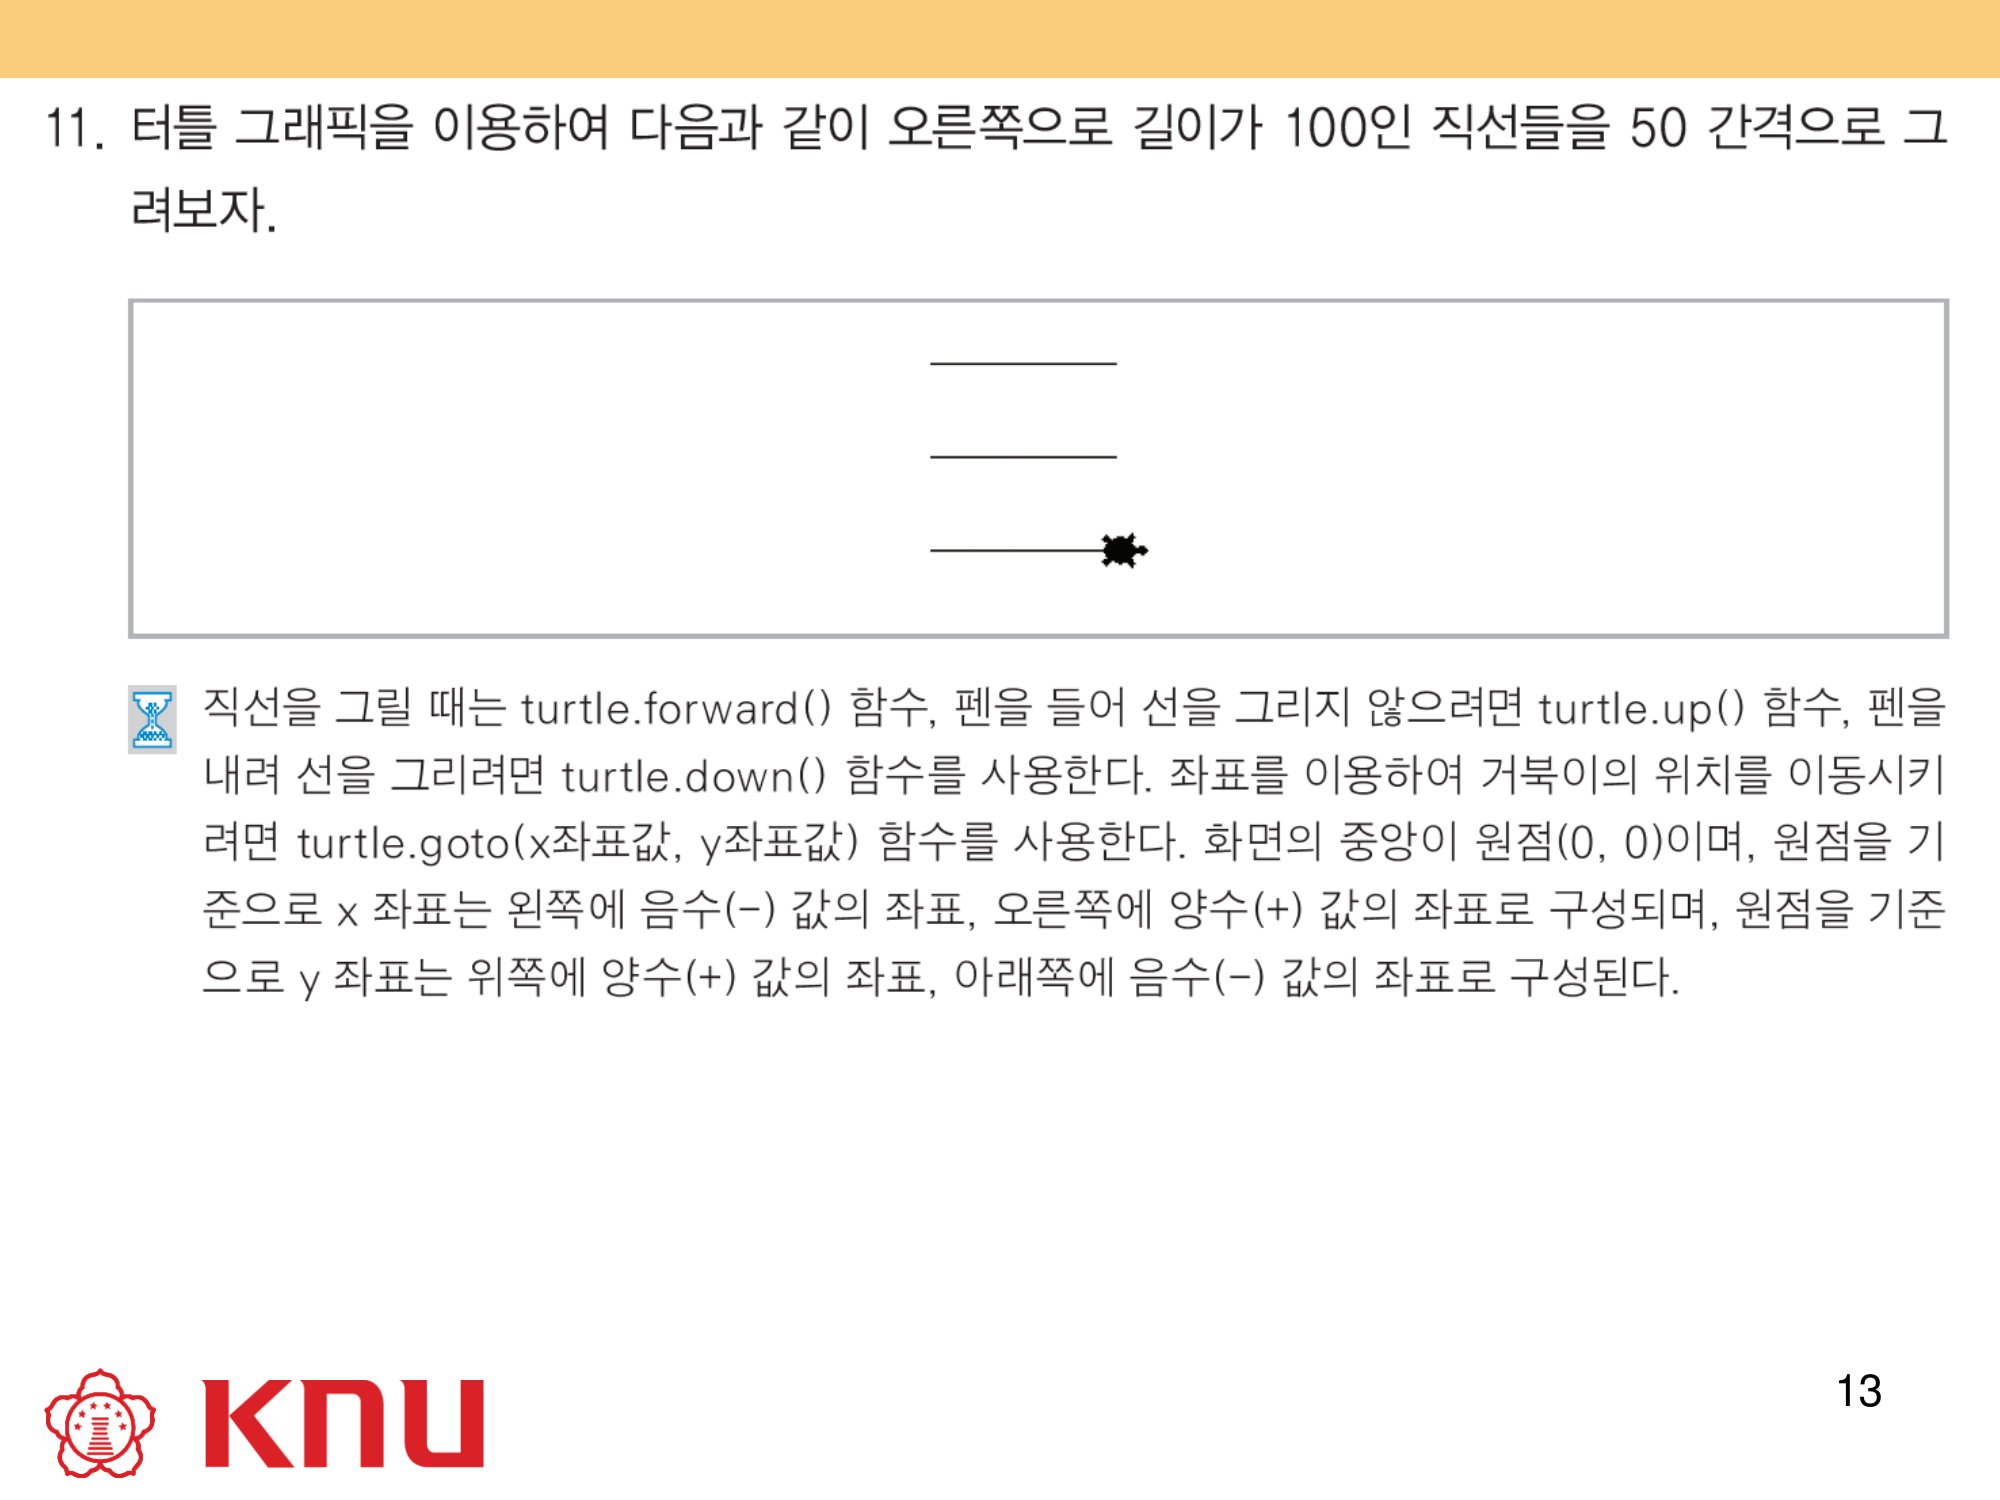 11. 터틀 그래픽을 이용하여 다음과 같이 오른쪽으로 길이가 100인 직선들을 50 간격으로 그
려보자.
직선을 그릴 때는 turtle.forward() 함수, 펜을 들어 선을 그리지 않으려면 turtle.up() 함수, 펜을
내려 선을 그리려면 turtle.down() 함수를 사용한다. 좌표를 이용하여 거북이의 위치를 이동시키
려면 turtle.goto(x좌표값, y좌표값) 함수를 사용한다. 화면의 중앙이 원점(0, 0)이며, 원점을 기
준으로 x 좌표는 왼쪽에 음수(-) 값의 좌표, 오른쪽에 양수(+) 값의 좌표로 구성되며, 원점을 기준
으로 y 좌표는 위쪽에 양수(+) 값의 좌표, 아래쪽에 음수(-) 값의 좌표로 구성된다.
KNU
13